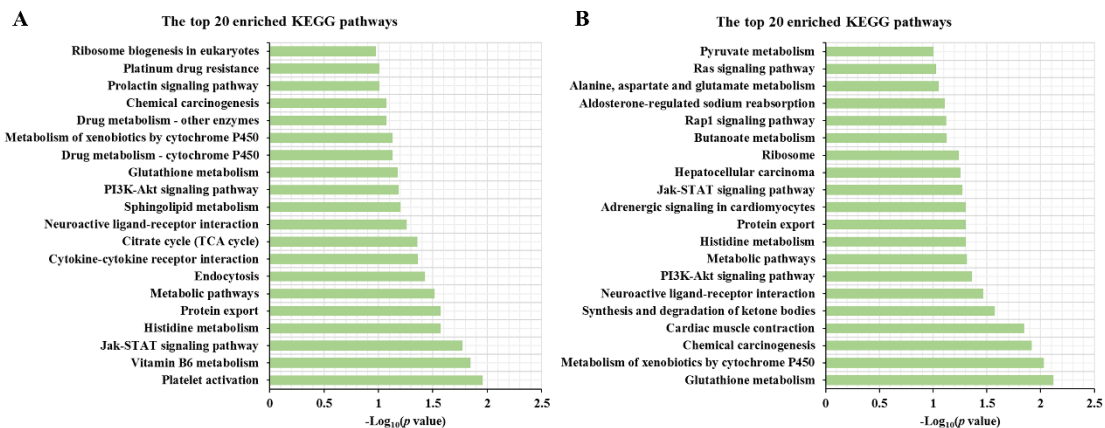 A
The top 20 enriched KEGG pathways
Ribosome biogenesis in eukaryotes
Platinum drug resistance
Prolactin signaling pathway
Chemical carcinogenesis
Drug metabolism - other enzymes
Metabolism of xenobiotics by cytochrome P450
Drug metabolism - cytochrome P450
Glutathione metabolism
PI3K-Akt signaling pathway
Sphingolipid metabolism
Neuroactive ligand-receptor interaction
Citrate cycle (TCA cycle)
Cytokine-cytokine receptor interaction
Endocytosis
Metabolic pathways
Protein export
Histidine metabolism
Jak-STAT signaling pathway
Vitamin B6 metabolism
Platelet activation
0 0.5 1 1.5 2 2.5
-Log10(p value)
B
The top 20 enriched KEGG pathways
Pyruvate metabolism
Ras signaling pathway
Alanine, aspartate and glutamate metabolism
Aldosterone-regulated sodium reabsorption
Rap1 signaling pathway
Butanoate metabolism
Ribosome
Hepatocellular carcinoma
Jak-STAT signaling pathway
Adrenergic signaling in cardiomyocytes
Protein export
Histidine metabolism
Metabolic pathways
PI3K-Akt signaling pathway
Neuroactive ligand-receptor interaction
Synthesis and degradation of ketone bodies
Cardiac muscle contraction
Chemical carcinogenesis
Metabolism of xenobiotics by cytochrome P450
Glutathione metabolism
0 0.5 1 1.5 2 2.5
-Log10(p value)